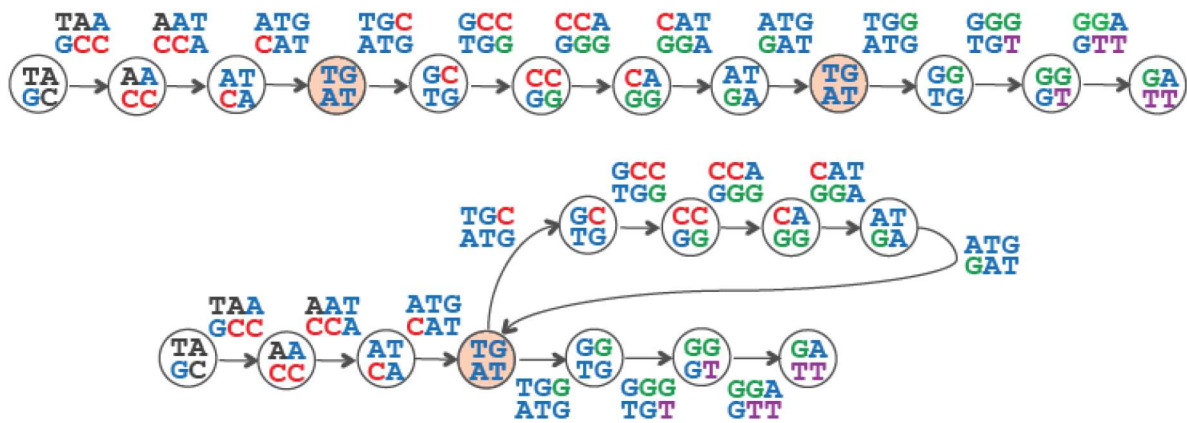 TAA AAT ATG TGC GCC CCA CAT ATG TGG GGG GGA
GCC CCA CAT ATG TGG GGG GGA GAT ATG TGT GTT
TA AA AT TG GC CC CA AT TG GG GG GA
GC CC CA AT TG GG GG GA AT TG GT TT
GCC CCA CAT
TGG GGG GGA
TGC GC CC CA AT
ATG TG GG GG GA
ATG
GAT
TAA AAT ATG
GCC CCA CAT
TA AA AT TG GG GG GA
GC CC CA AT TG GT TT
TGG GGG GGA
ATG TGT GTT